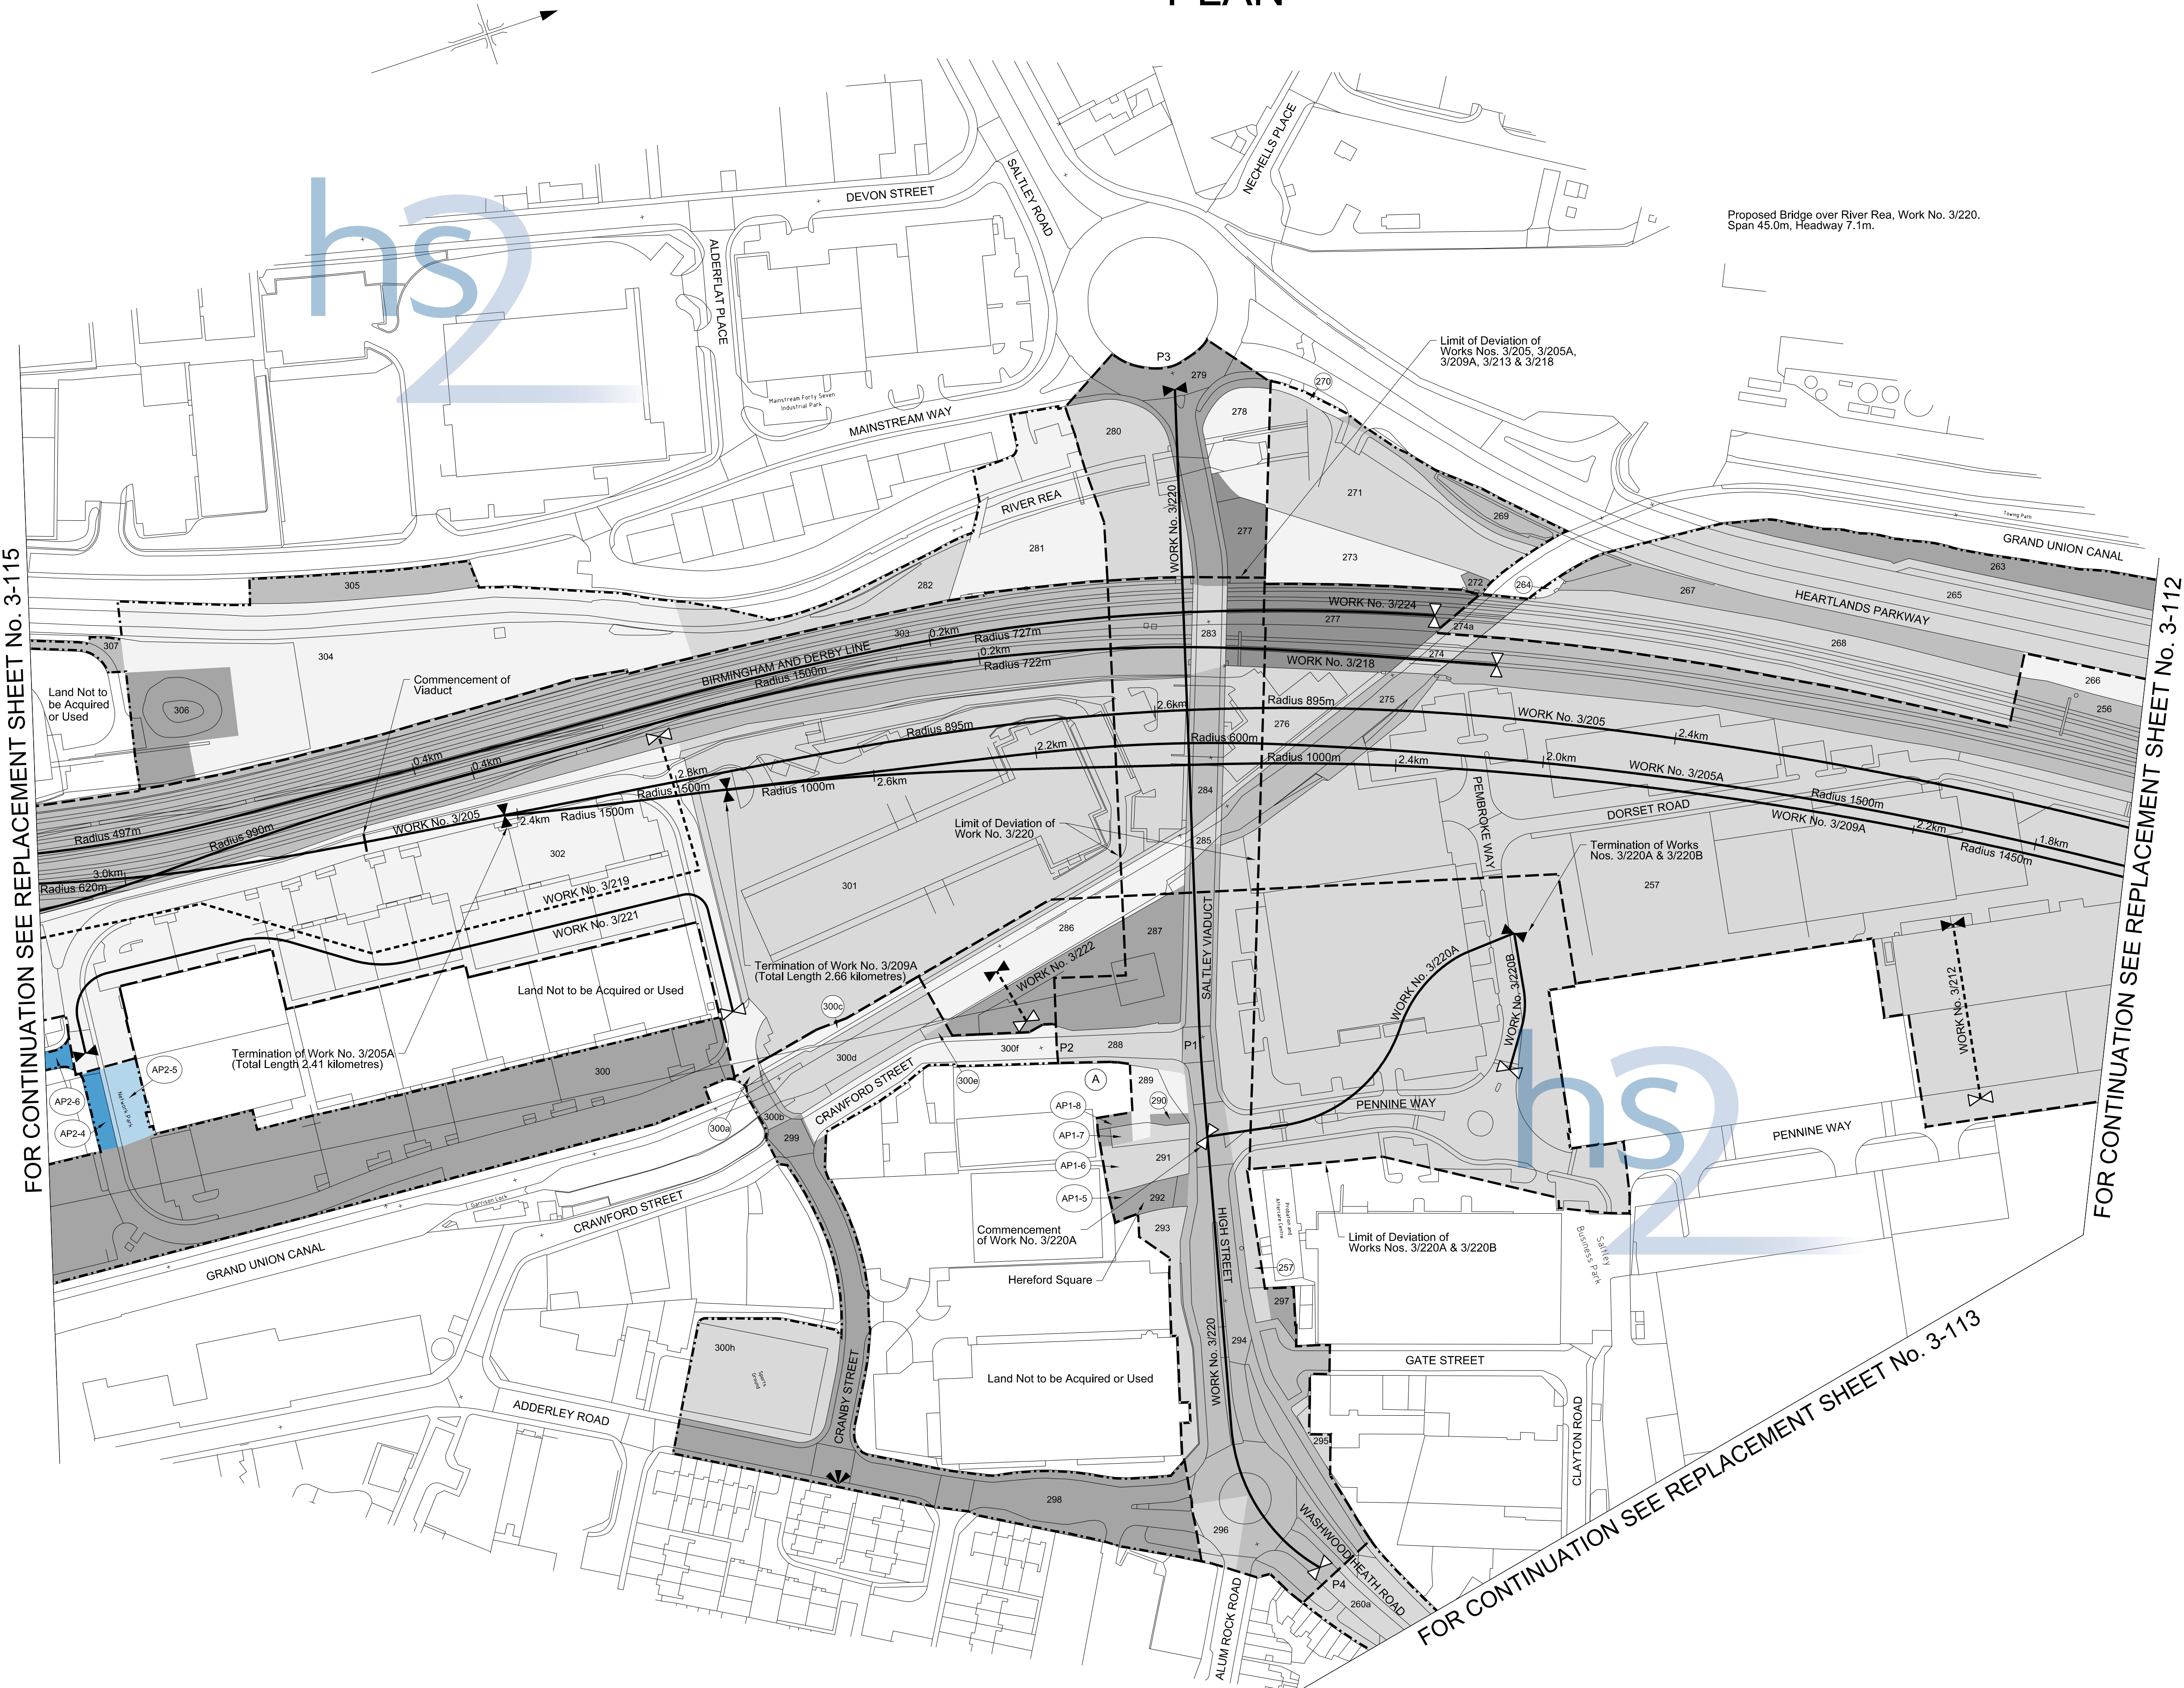 PLAN
hs2
DEVON STREET
SALTLEY ROAD
NECHELLS PLACE
ALDERFLAT PLACE
Proposed Bridge over River Rea, Work No. 3/220.
Span 45.0m, Headway 7.1m.
Limit of Deviation of
Works Nos. 3/205, 3/205A,
3/209A, 3/213 & 3/218
P3
279
270
278
Mainstream Forty Seven
Industrial Park
MAINSTREAM WAY
280
RIVER REA
WORK No. 3/220
271
269
277
281
273
Towing Path
GRAND UNION CANAL
263
FOR CONTINUATION SEE REPLACEMENT SHEET No. 3-115
FOR CONTINUATION SEE REPLACEMENT SHEET No. 3-112
305
282
272
264
267
265
HEARTLANDS PARKWAY
WORK No. 3/224
303
0.2km
Radius 727m
283
277
274a
268
307
304
BIRMINGHAM AND DERBY LINE
Radius 1500m
0.2km
Radius 722m
WORK No. 3/218
274
266
256
Land Not to
be Acquired
or Used
306
Commencement of
Viaduct
2.6km
Radius 895m
275
WORK No. 3/205
2.4km
276
Radius 895m
0.4km
0.4km
2.2km
Radius 600m
Radius 1000m
2.4km
2.0km
WORK No. 3/205A
2.8km
Radius 1500m
Radius 1000m
2.6km
Radius 1500m
284
PEMBROKE WAY
DORSET ROAD
WORK No. 3/209A
2.2km
1.8km
Radius 1450m
Radius 497m
Radius 990m
WORK No. 3/205
2.4km
Radius 1500m
Limit of Deviation of
Work No. 3/220
285
Termination of Works
Nos. 3/220A & 3/220B
302
301
257
3.0km
Radius 620m
WORK No. 3/219
WORK No. 3/221
286
287
SALTLEY VIADUCT
WORK No. 3/222
WORK No. 3/220A
WORK No. 3/220B
WORK No. 3/212
Termination of Work No. 3/209A
(Total Length 2.66 kilometres)
Land Not to be Acquired or Used
300c
hs2
300d
300f
P2
288
P1
Termination of Work No. 3/205A
(Total Length 2.41 kilometres)
300
CRAWFORD STREET
300e
A
289
290
AP2-5
AP2-6
AP2-4
Network Park
AP1-8
AP1-7
AP1-6
AP1-5
291
292
293
PENNINE WAY
PENNINE WAY
300a
300b
299
Garrison Lock
CRAWFORD STREET
GRAND UNION CANAL
Commencement
of Work No. 3/220A
Hereford Square
HIGH STREET
Probation and
Aftercare Centre
257
Limit of Deviation of
Works Nos. 3/220A & 3/220B
Saltley
Business Park
297
300h
Sports
Ground
CRANBY STREET
Land Not to be Acquired or Used
WORK No. 3/220
294
GATE STREET
295
CLAYTON ROAD
ADDERLEY ROAD
298
296
WASHWOOD HEATH ROAD
P4
260a
ALUM ROCK ROAD
FOR CONTINUATION SEE REPLACEMENT SHEET No. 3-113